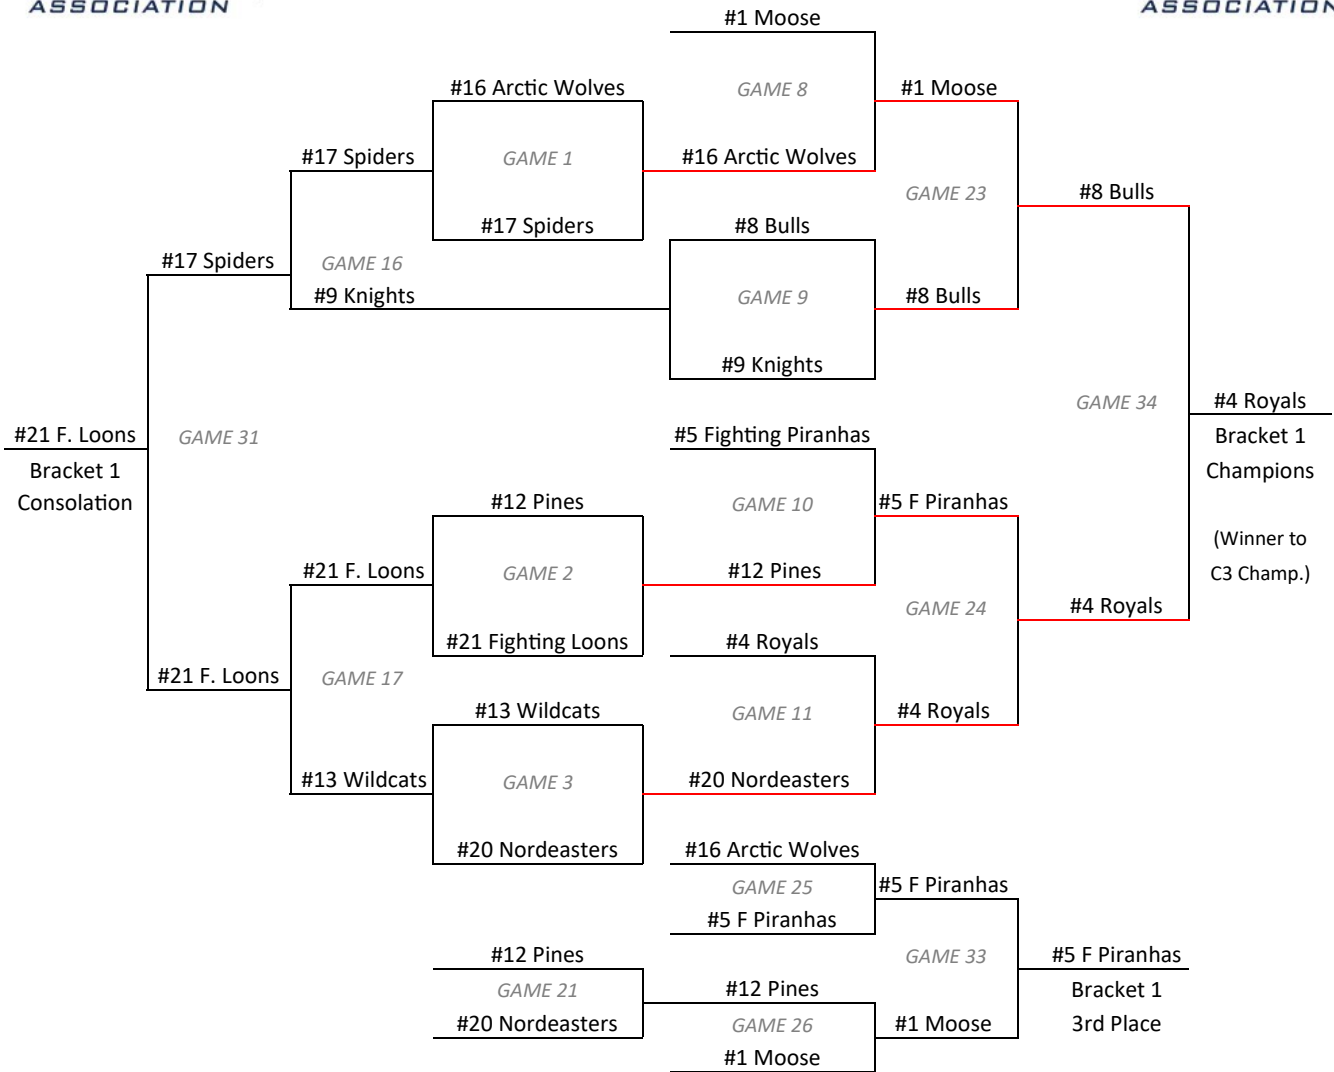 ASSOCIATION
ASSOCIATION
#1 Moose
#16 Arctic Wolves
GAME 8
#1 Moose
#17 Spiders
GAME 1
#16 Arctic Wolves
GAME 23
#8 Bulls
#17 Spiders
#8 Bulls
#17 Spiders
GAME 16
#9 Knights
GAME 9
#8 Bulls
#9 Knights
GAME 34
#4 Royals
#21 F. Loons
GAME 31
#5 Fighting Piranhas
Bracket 1
Bracket 1
Champions
Consolation
#12 Pines
GAME 10
#5 F Piranhas
(Winner to
#21 F. Loons
GAME 2
#12 Pines
C3 Champ.)
GAME 24
#4 Royals
#21 Fighting Loons
#4 Royals
#21 F. Loons
GAME 17
#13 Wildcats
GAME 11
#4 Royals
#13 Wildcats
GAME 3
#20 Nordeasters
#20 Nordeasters
#16 Arctic Wolves
GAME 25
#5 F Piranhas
#5 F Piranhas
#12 Pines
GAME 33
#5 F Piranhas
GAME 21
#12 Pines
Bracket 1
#20 Nordeasters
GAME 26
#1 Moose
3rd Place
#1 Moose